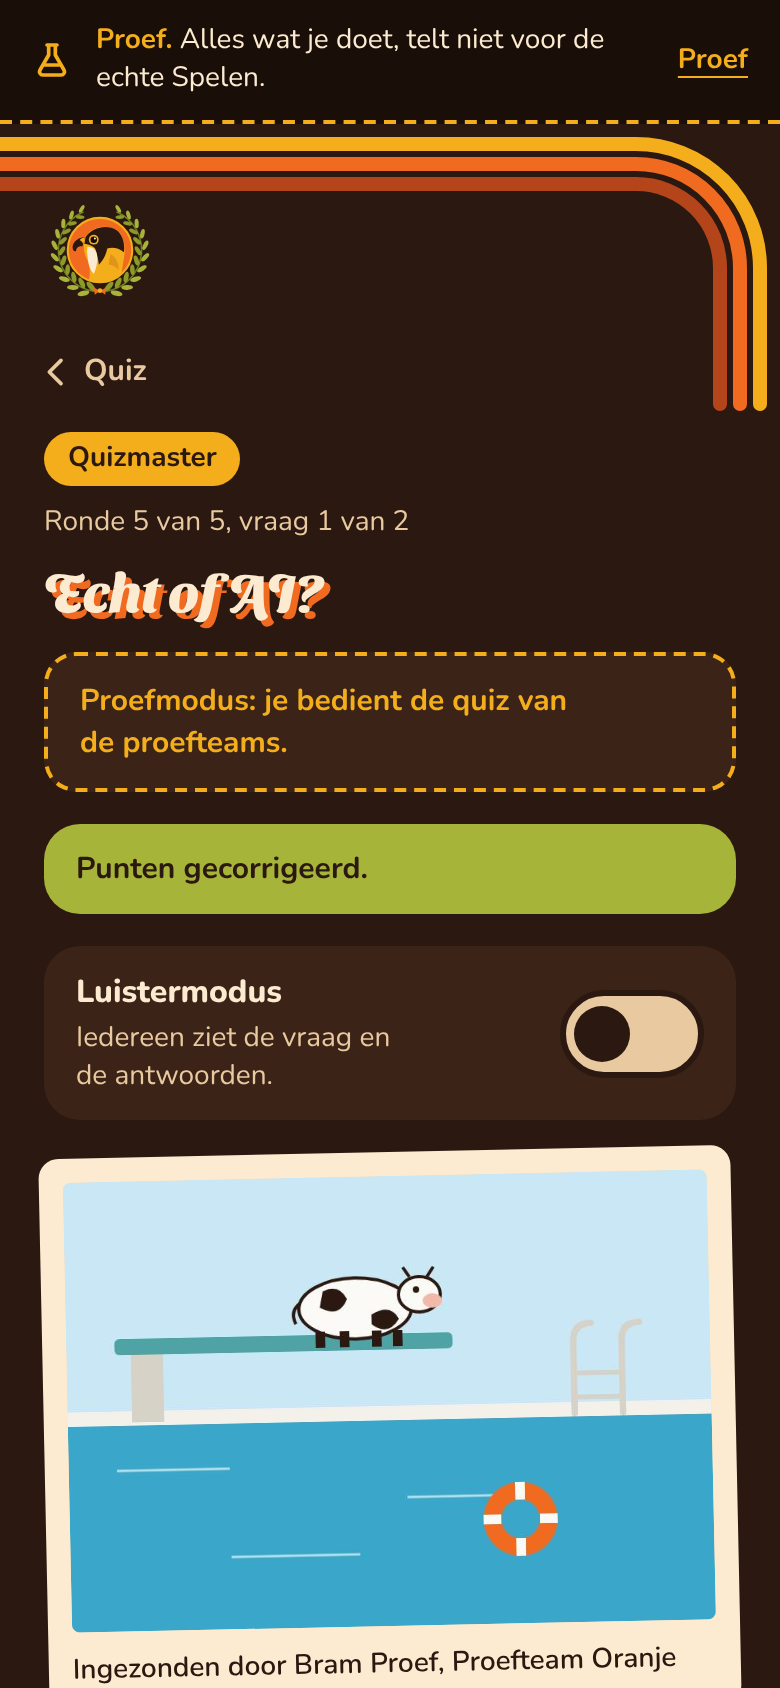 Proef. Alles wat je doet, telt niet voor de
echte Spelen.
Proef
Quiz
Quizmaster
Ronde 5 van 5, vraag 1 van 2
Echt of AI?
Proefmodus: je bedient de quiz van
de proefteams.
Punten gecorrigeerd.
Luistermodus
Iedereen ziet de vraag en
de antwoorden.
Ingezonden door Bram Proef, Proefteam Oranje